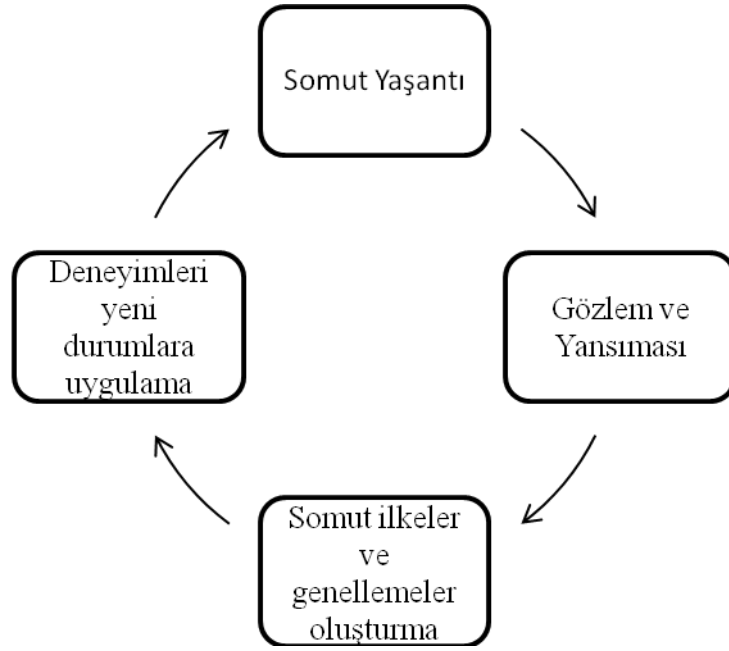 Somut Yaşantı
Gözlem ve
Yansıması
Somut ilkeler
ve
genellemeler
oluşturma
Deneyimleri
yeni
durumlara
uygulama